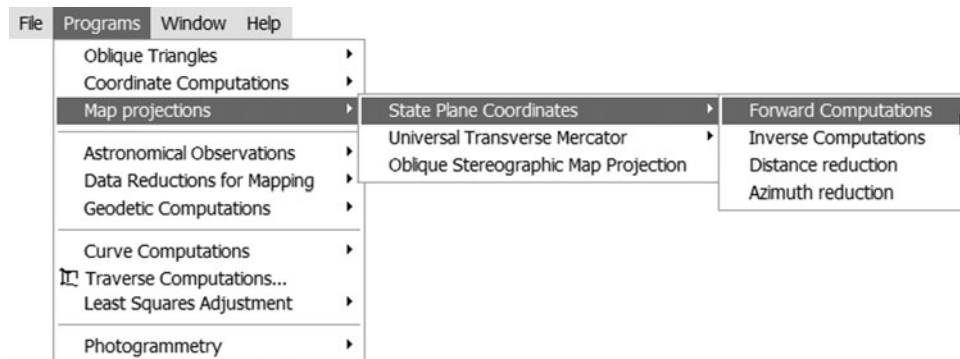 File Programs Window Help
Oblique Triangles
Coordinate Computations
Map projections
Astronomical Observations
Data Reductions for Mapping
Geodetic Computations
Curve Computations
Traverse Computations...
Least Squares Adjustment
Photogrammetry
State Plane Coordinates
Universal Transverse Mercator
Oblique Stereographic Map Projection
Forward Computations
Inverse Computations
Distance reduction
Azimuth reduction